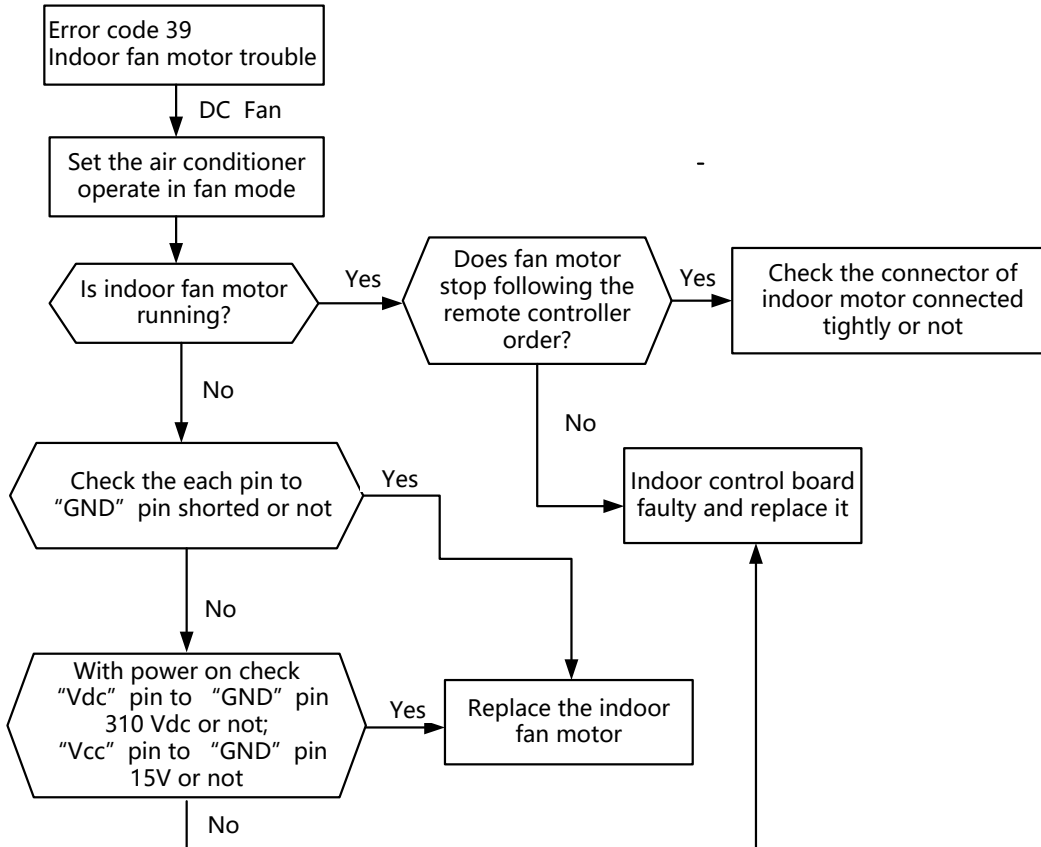 Error code 39
Indoor fan motor trouble
DC Fan
Set the air conditioner
operate in fan mode
-
Is indoor fan motor
running?
Yes
Does fan motor
stop following the
remote controller
order?
Yes
Check the connector of
indoor motor connected
tightly or not
No
No
Check the each pin to
“GND” pin shorted or not
Yes
Indoor control board
faulty and replace it
No
With power on check
“Vdc” pin to “GND” pin
310 Vdc or not;
“Vcc” pin to “GND” pin
15V or not
Yes
Replace the indoor
fan motor
No